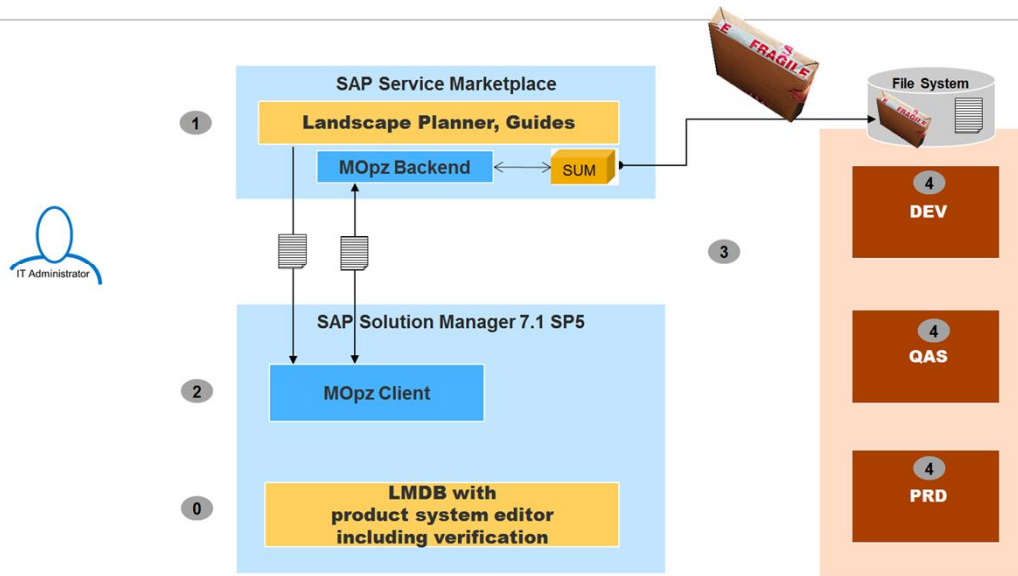 E FRAGILE
SAP Service Marketplace
File System
1
Landscape Planner, Guides
MOpz Backend
SUM
4
DEV
3
IT Administrator
SAP Solution Manager 7.1 SP5
4
QAS
2
MOpz Client
4
PRD
0
LMDB with
product system editor
including verification